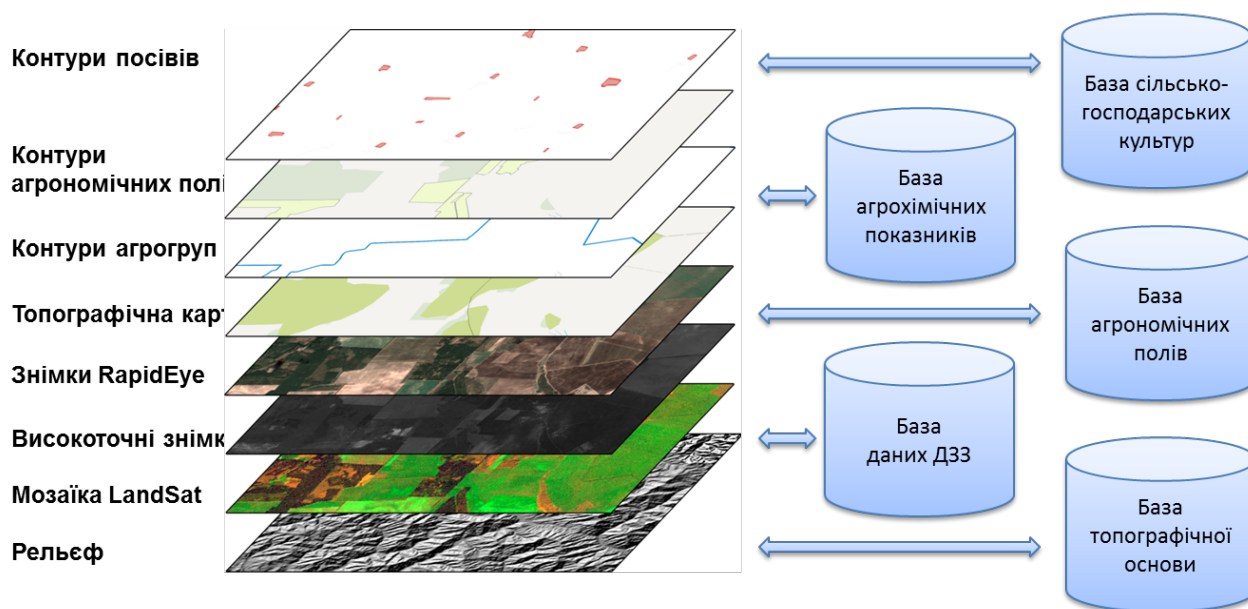 Контури посівів
Контури
агрономічних полі
Контури агрогруп
Топографічна карт
Знімки RapidEye
Високоточні знімк
Мозаїка LandSat
Рельєф
База сільсько-
господарських
культур
База
агрохімічних
показників
База
агрономічних
полів
База
даних ДЗЗ
База
топографічної
основи